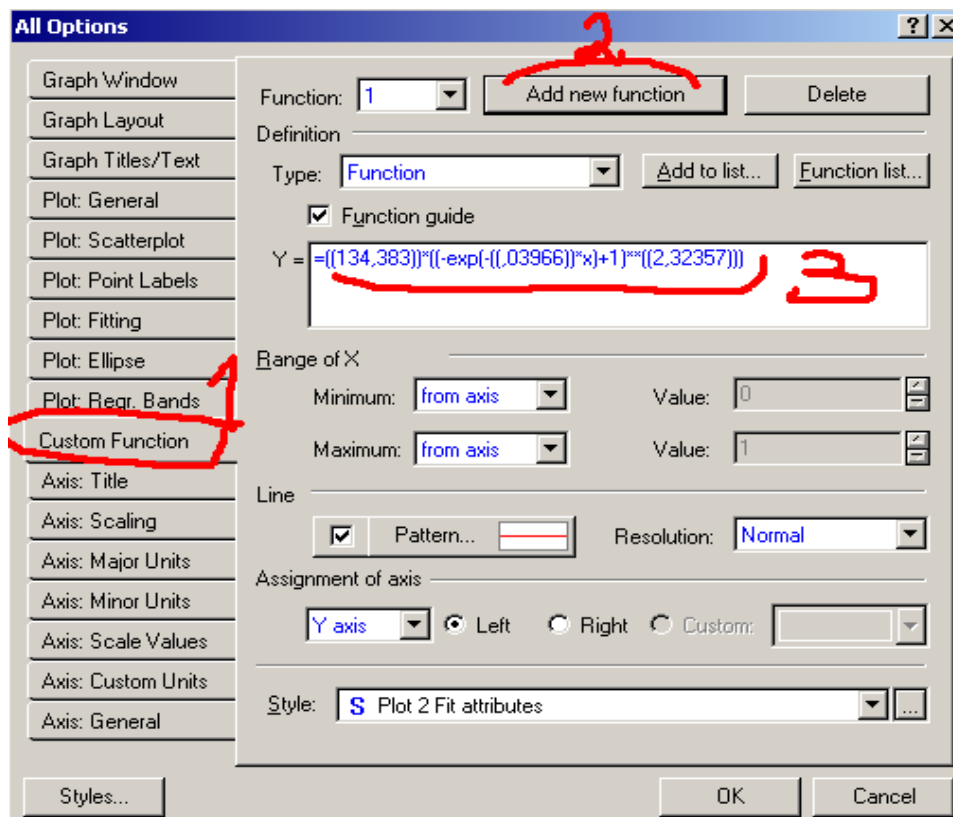 All Options
Graph Window
Graph Layout
Graph Titles/Text
Plot: General
Plot: Scatterplot
Plot: Point Labels
Plot: Fitting
Plot: Ellipse
Plot: Regr. Bands
Custom Function
Axis: Title
Axis: Scaling
Axis: Major Units
Axis: Minor Units
Axis: Scale Values
Axis: Custom Units
Axis: General
1
2
Function: 1 Add new function Delete
Definition
Type: Function Add to list... Function list...
Function guide
Y = =((134,383))*((-exp(-((,03966))*x)+1)**((2,32357)))
3
Range of X
Minimum: from axis Value: 0
Maximum: from axis Value: 1
Line
Pattern... Resolution: Normal
Assignment of axis
Y axis Left Right Custom:
Style: S Plot 2 Fit attributes ...
Styles... OK Cancel